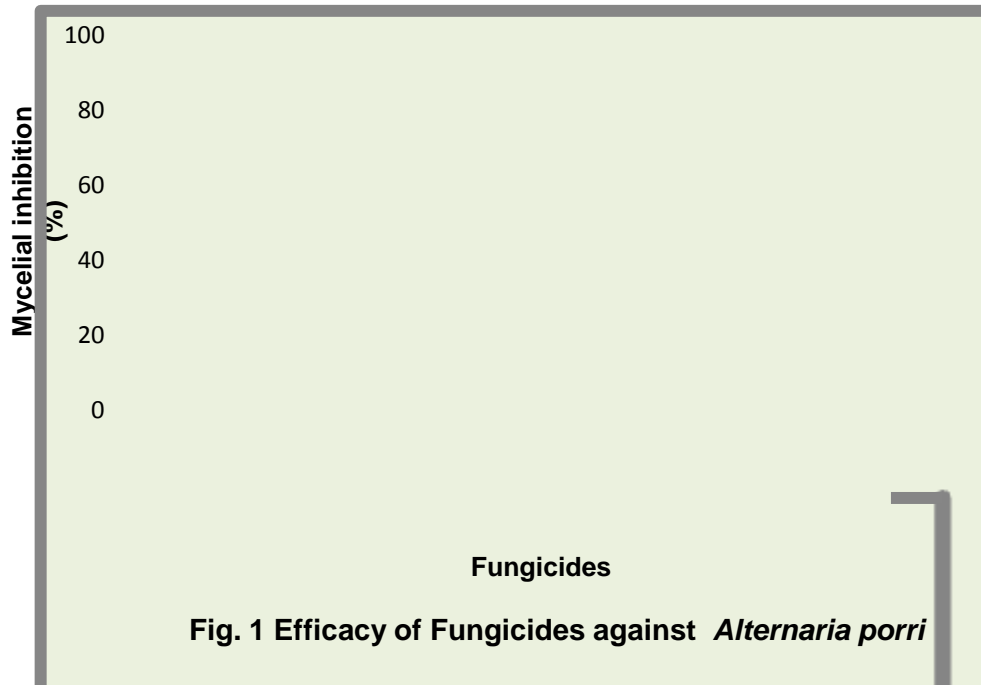 100
80
60
40
20
0
Mycelial inhibition
(%)
Fungicides
Fig. 1 Efficacy of Fungicides against Alternaria porri